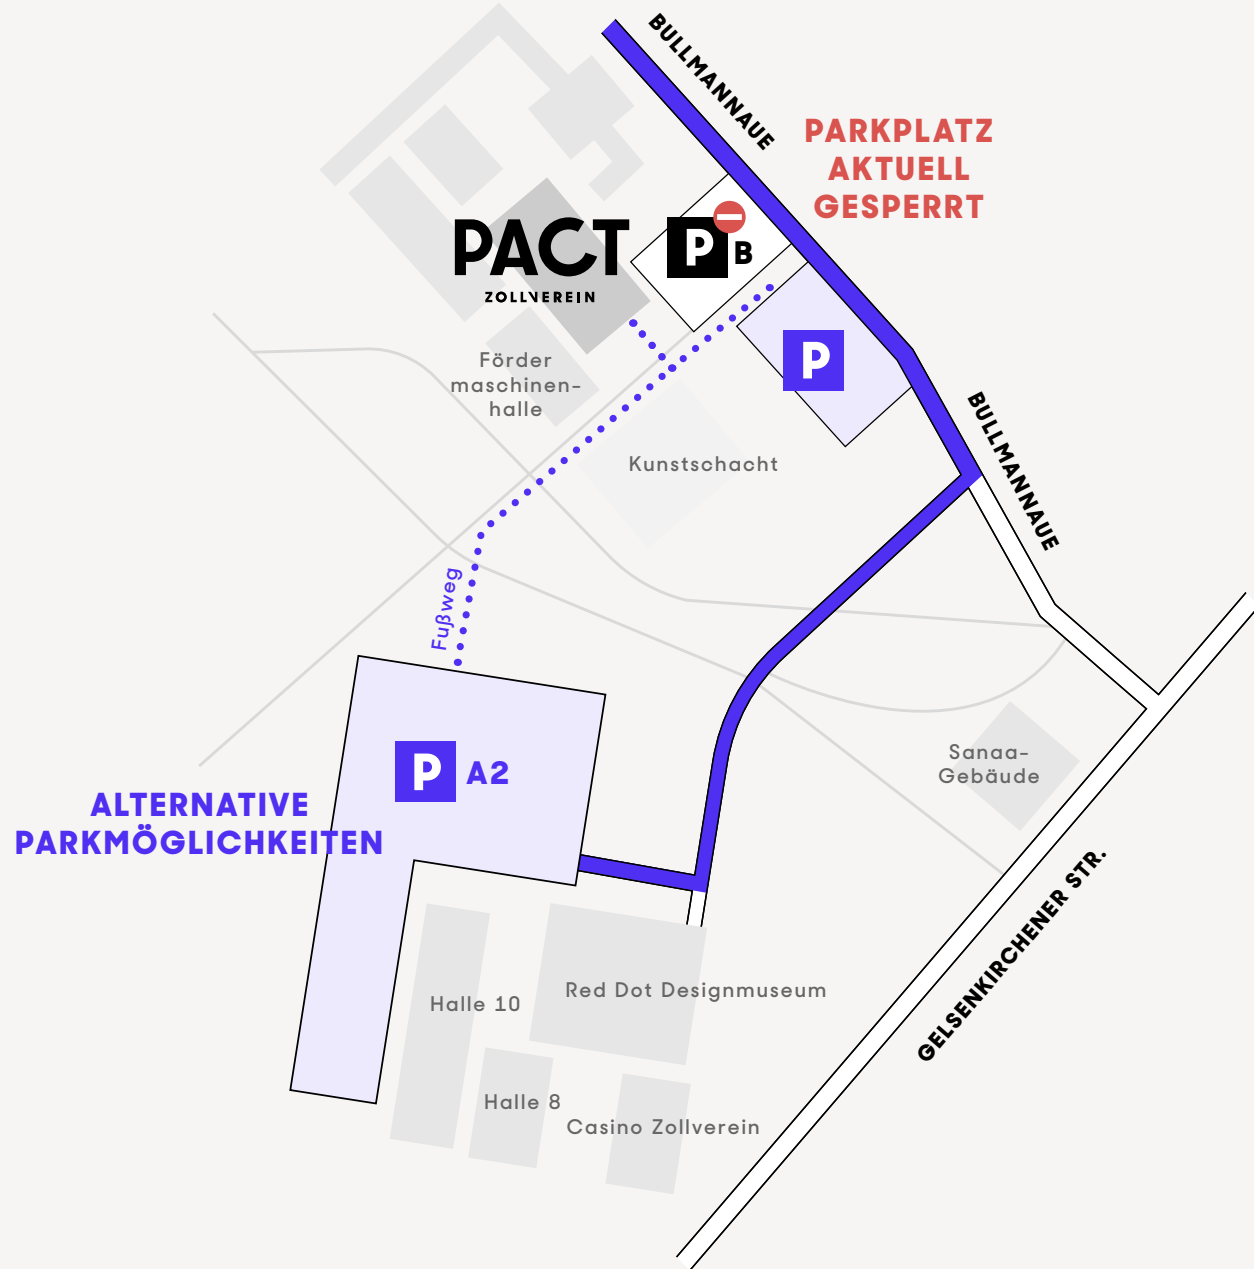 BULLMANNAUE
PARKPLATZ
AKTUELL
GESPERRT
PACT
ZOLLVEREIN
P B
P
Förder
maschinen-
halle
BULLMANNAUE
Kunstschacht
Fußweg
P A2
ALTERNATIVE
PARKMÖGLICHKEITEN
Sanaa-
Gebäude
GELSENKIRCHENER STR.
Red Dot Designmuseum
Halle 10
Halle 8
Casino Zollverein